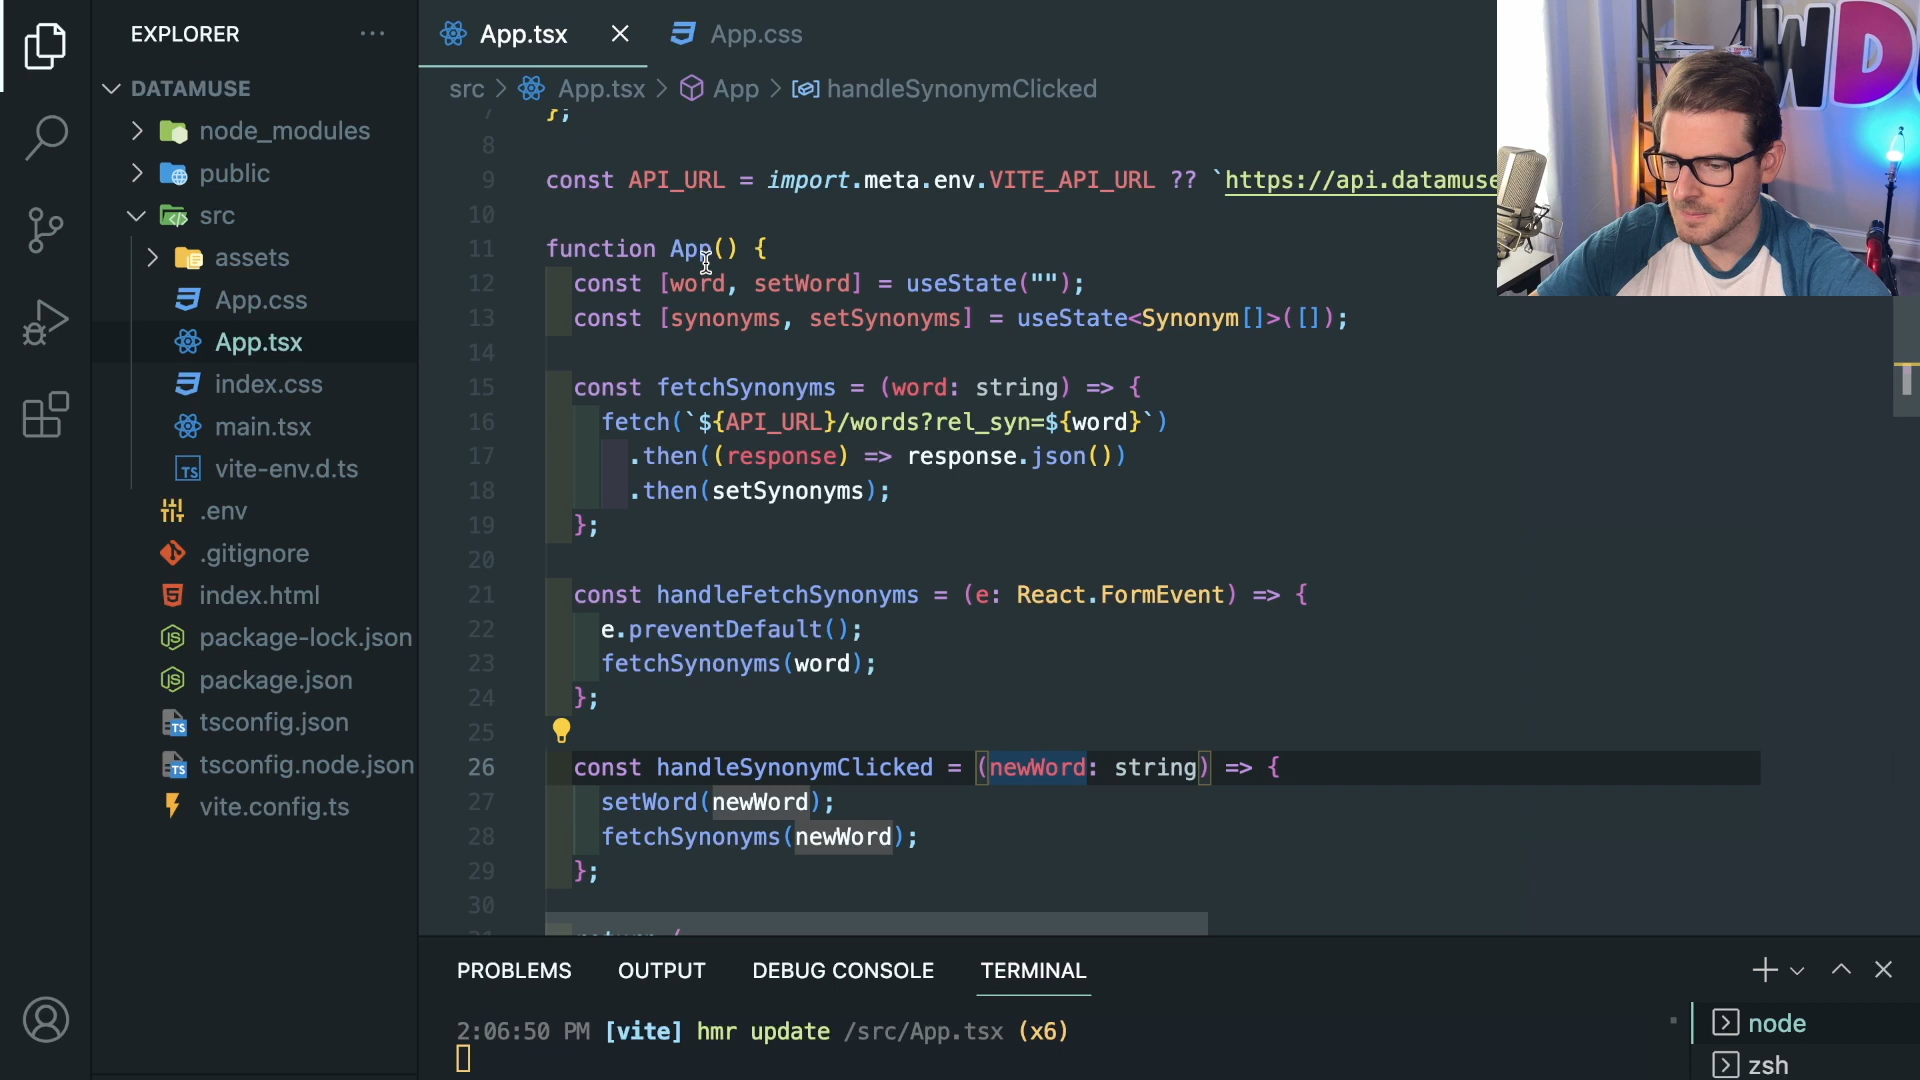 EXPLORER
DATAMUSE
node_modules
public
src
assets
App.css
App.tsx
index.css
main.tsx
TS vite-env.d.ts
.env
.gitignore
index.html
package-lock.json
package.json
tsconfig.json
tsconfig.node.json
vite.config.ts
App.tsx
App.css
src > App.tsx > App > handleSynonymClicked
7 };
8
9 const API_URL = import.meta.env.VITE_API_URL ?? `https://api.datamuse
10
11 function App() {
12 const [word, setWord] = useState("");
13 const [synonyms, setSynonyms] = useState<Synonym[]>([]);
14
15 const fetchSynonyms = (word: string) => {
16 fetch(`${API_URL}/words?rel_syn=${word}`)
17 .then((response) => response.json())
18 .then(setSynonyms);
19 };
20
21 const handleFetchSynonyms = (e: React.FormEvent) => {
22 e.preventDefault();
23 fetchSynonyms(word);
24 };
25
26 const handleSynonymClicked = (newWord: string) => {
27 setWord(newWord);
28 fetchSynonyms(newWord);
29 };
30
31 return (
PROBLEMS OUTPUT DEBUG CONSOLE TERMINAL
2:06:50 PM [vite] hmr update /src/App.tsx (x6)
node
zsh
WD